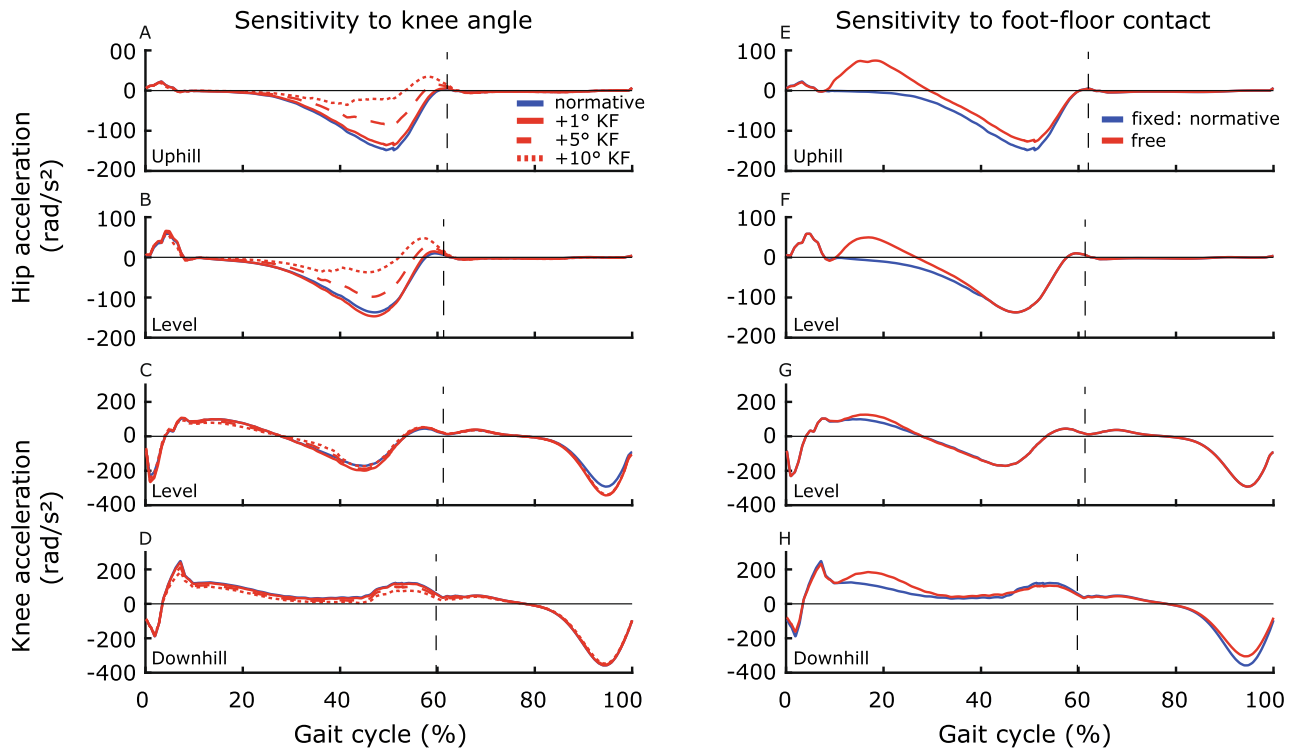 Sensitivity to knee angle
Sensitivity to foot-floor contact
Hip acceleration
(rad/s²)
Knee acceleration
(rad/s²)
A
00
0
-100
-200
Uphill
normative
+1° KF
+5° KF
+10° KF
E
100
0
-100
-200
Uphill
fixed: normative
free
B
100
0
-100
-200
Level
F
100
0
-100
-200
Level
C
200
0
-200
-400
Level
G
200
0
-200
-400
Level
D
200
0
-200
-400
Downhill
0 20 40 60 80 100
Gait cycle (%)
H
200
0
-200
-400
Downhill
0 20 40 60 80 100
Gait cycle (%)